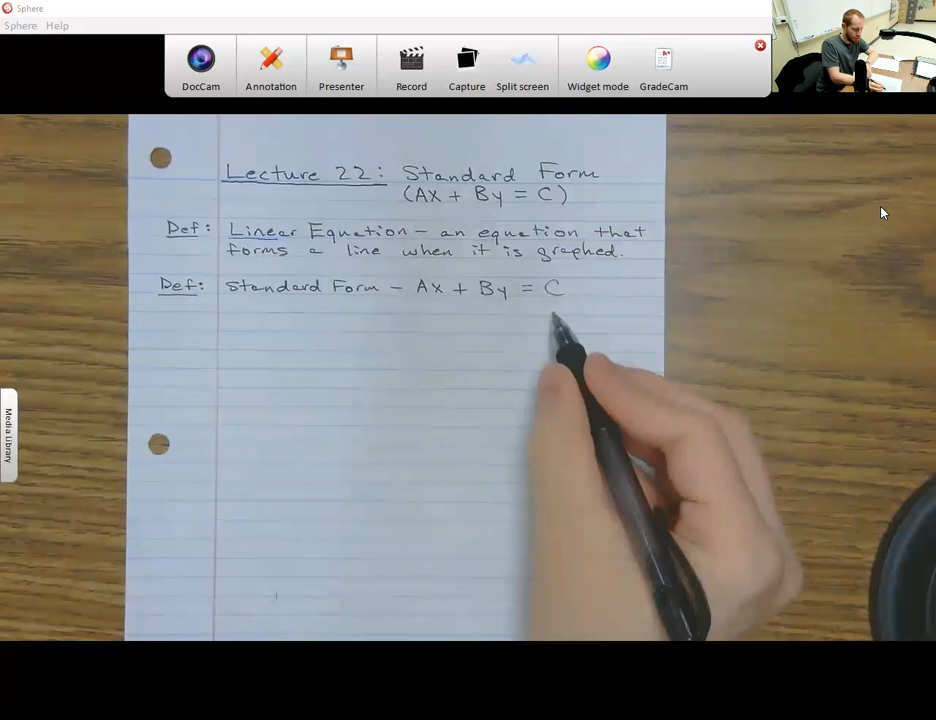 Sphere
Sphere Help
DocCam Annotation Presenter Record Capture Split screen Widget mode GradeCam
Lecture 22: Standard Form
(Ax + By = C)
Def: Linear Equation – an equation that
forms a line when it is graphed.
Def: Standard Form – Ax + By = C
Media Library